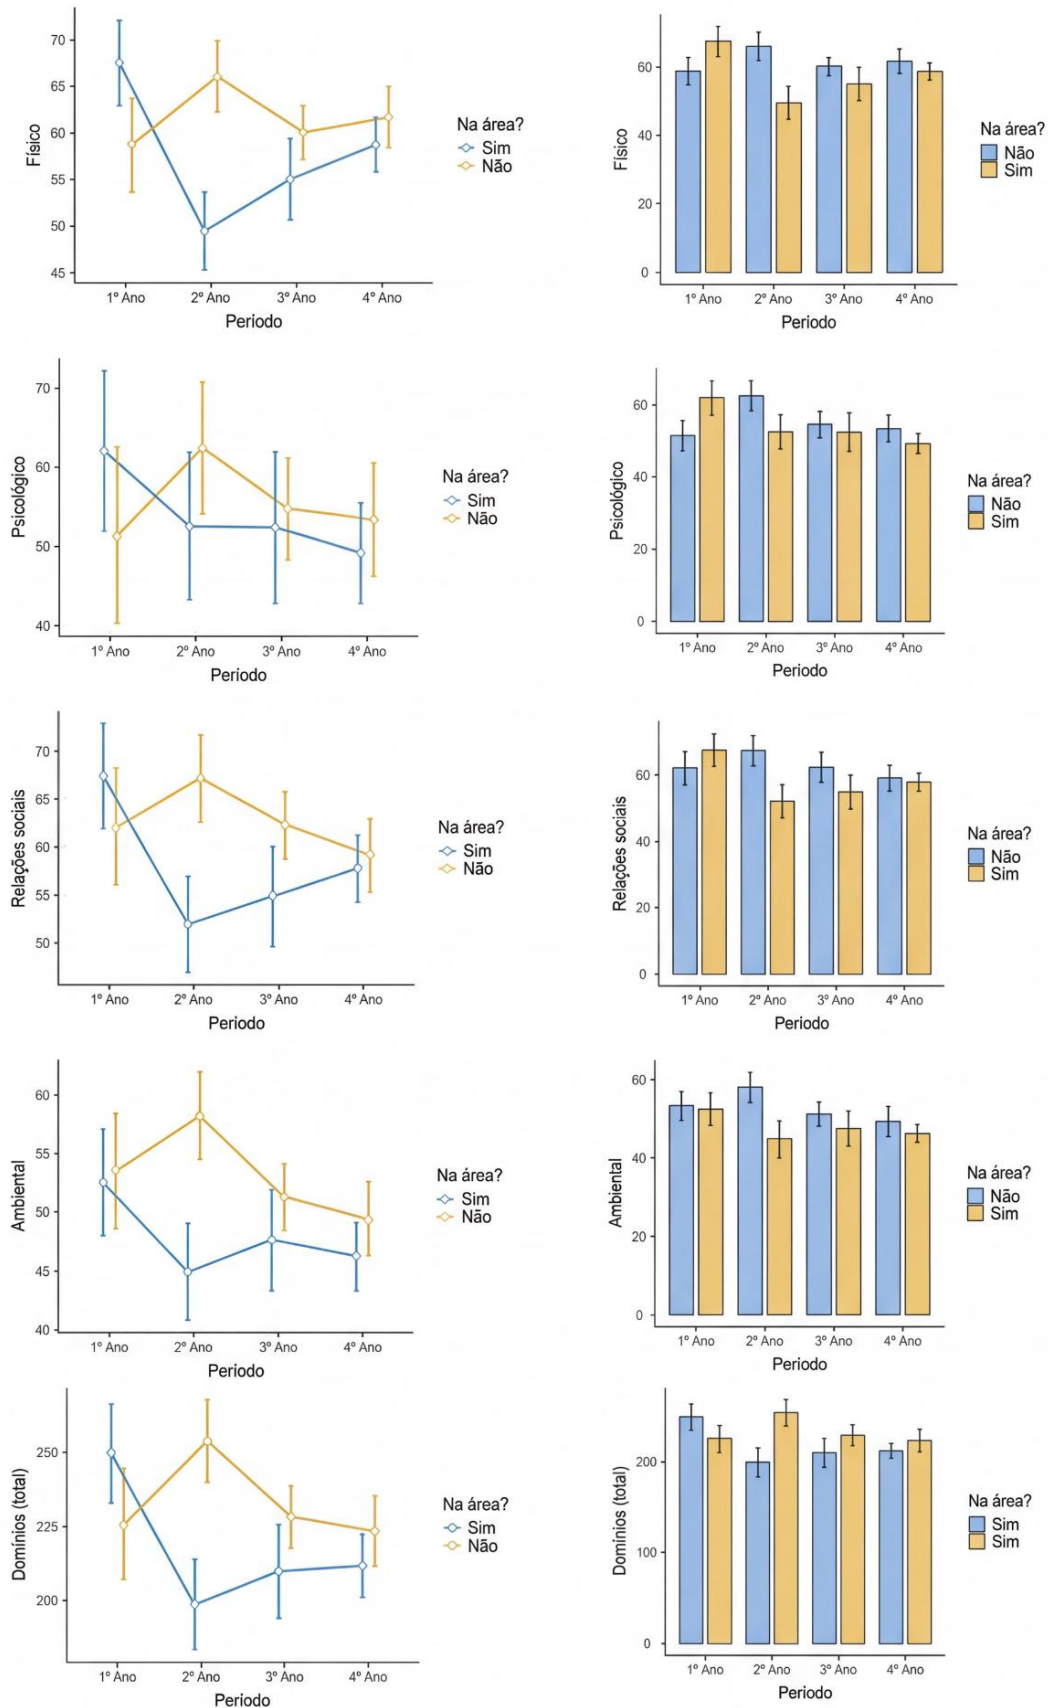 Físico
70
65
60
55
50
45
1º Ano
2º Ano
3º Ano
4º Ano
Periodo
Na área?
Sim
Não
Físico
60
40
20
0
1º Ano
2º Ano
3º Ano
4º Ano
Periodo
Na área?
Não
Sim
Psicológico
70
60
50
40
1º Ano
2º Ano
3º Ano
4º Ano
Período
Na área?
Sim
Não
Psicológico
60
40
20
0
1º Ano
2º Ano
3º Ano
4º Ano
Periodo
Na área?
Não
Sim
Relações sociais
70
65
60
55
50
1º Ano
2º Ano
3º Ano
4º Ano
Periodo
Na área?
Sim
Não
Relações sociais
60
40
20
0
1º Ano
2º Ano
3º Ano
4º Ano
Periodo
Na área?
Não
Sim
Ambiental
60
55
50
45
40
1º Ano
2º Ano
3º Ano
4º Ano
Periodo
Na área?
Sim
Não
Ambiental
60
40
20
0
1º Ano
2º Ano
3º Ano
4º Ano
Periodo
Na área?
Não
Sim
Domínios (total)
250
225
200
1º Ano
2º Ano
3º Ano
4º Ano
Periodo
Na área?
Sim
Não
Domínios (total)
200
100
0
1º Ano
2º Ano
3º Ano
4º Ano
Periodo
Na área?
Sim
Sim